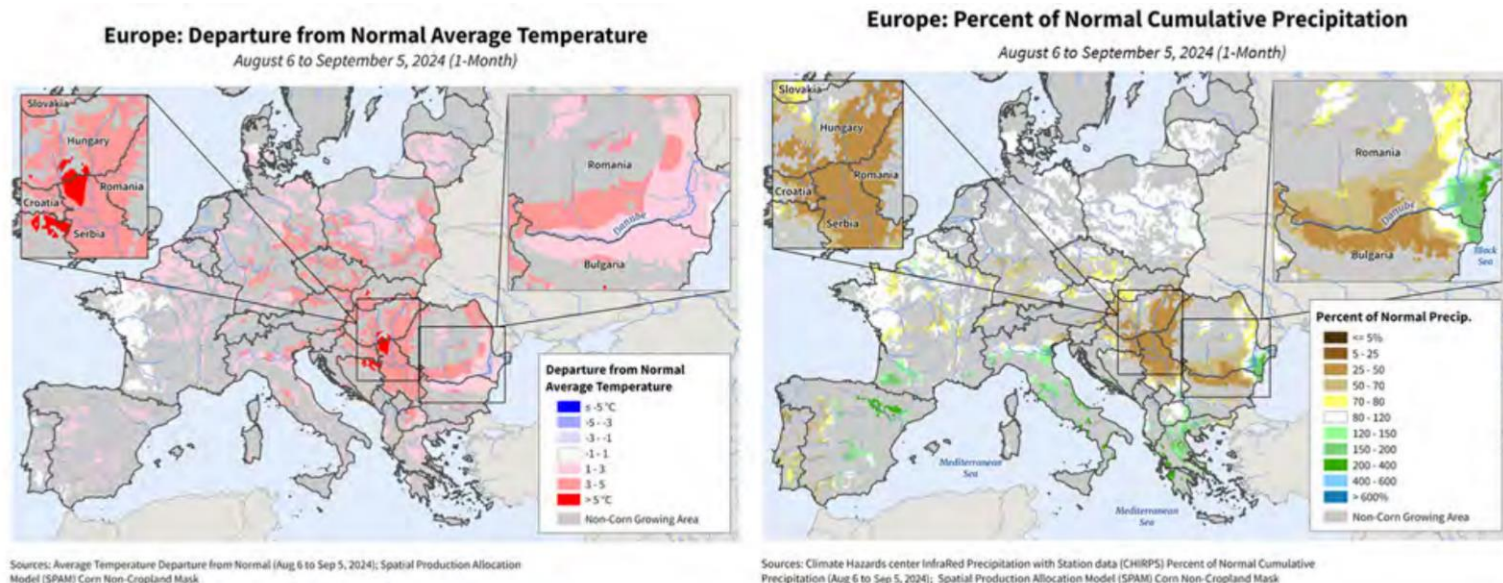 Europe: Departure from Normal Average Temperature
August 6 to September 5, 2024 (1-Month)
Slovakia
Hungary
Romania
Croatia
Serbia
Romania
Danube
Bulgaria
Departure from Normal
Average Temperature
≤ -5 °C
-5 - -3
-3 - -1
-1 - 1
1 - 3
3 - 5
> 5 °C
Non-Corn Growing Area
Sources: Average Temperature Departure from Normal (Aug 6 to Sep 5, 2024); Spatial Production Allocation
Model (SPAM) Corn Non-Cropland Mask
Europe: Percent of Normal Cumulative Precipitation
August 6 to September 5, 2024 (1-Month)
Slovakia
Hungary
Romania
Croatia
Serbia
Romania
Danube
Bulgaria
Black
Sea
Mediterranean
Sea
Mediterranean
Sea
Percent of Normal Precip.
<= 5%
5 - 25
25 - 50
50 - 70
70 - 80
80 - 120
120 - 150
150 - 200
200 - 400
400 - 600
> 600%
Non-Corn Growing Area
Sources: Climate Hazards center InfraRed Precipitation with Station data (CHIRPS) Percent of Normal Cumulative
Precipitation (Aug 6 to Sep 5, 2024); Spatial Production Allocation Model (SPAM) Corn Non-Cropland Mask